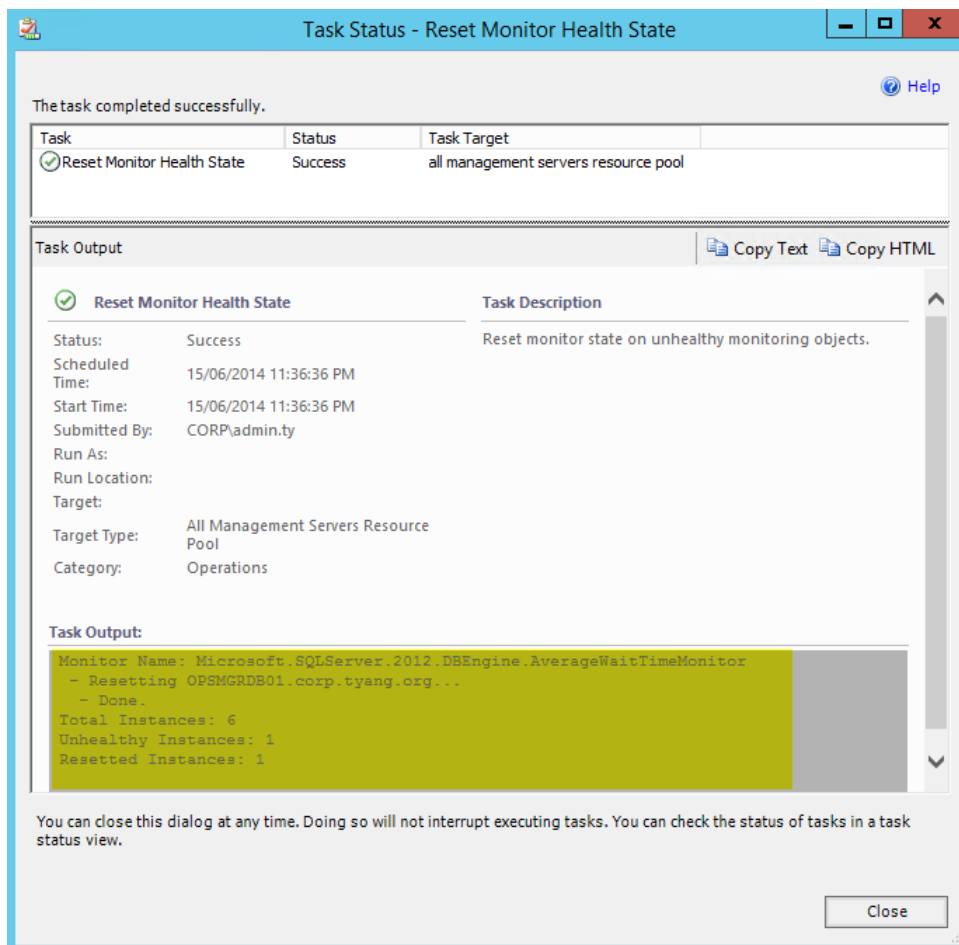 Task Status - Reset Monitor Health State
Help
The task completed successfully.
Task Status Task Target
Reset Monitor Health State Success all management servers resource pool
Task Output Copy Text Copy HTML
Reset Monitor Health State Task Description
Status: Success Reset monitor state on unhealthy monitoring objects.
Scheduled
Time: 15/06/2014 11:36:36 PM
Start Time: 15/06/2014 11:36:36 PM
Submitted By: CORP\admin.ty
Run As:
Run Location:
Target:
Target Type: All Management Servers Resource
Pool
Category: Operations
Task Output:
Monitor Name: Microsoft.SQLServer.2012.DBEngine.AverageWaitTimeMonitor
- Resetting OPSMGRDB01.corp.tyang.org...
- Done.
Total Instances: 6
Unhealthy Instances: 1
Resetted Instances: 1
You can close this dialog at any time. Doing so will not interrupt executing tasks. You can check the status of tasks in a task
status view.
Close